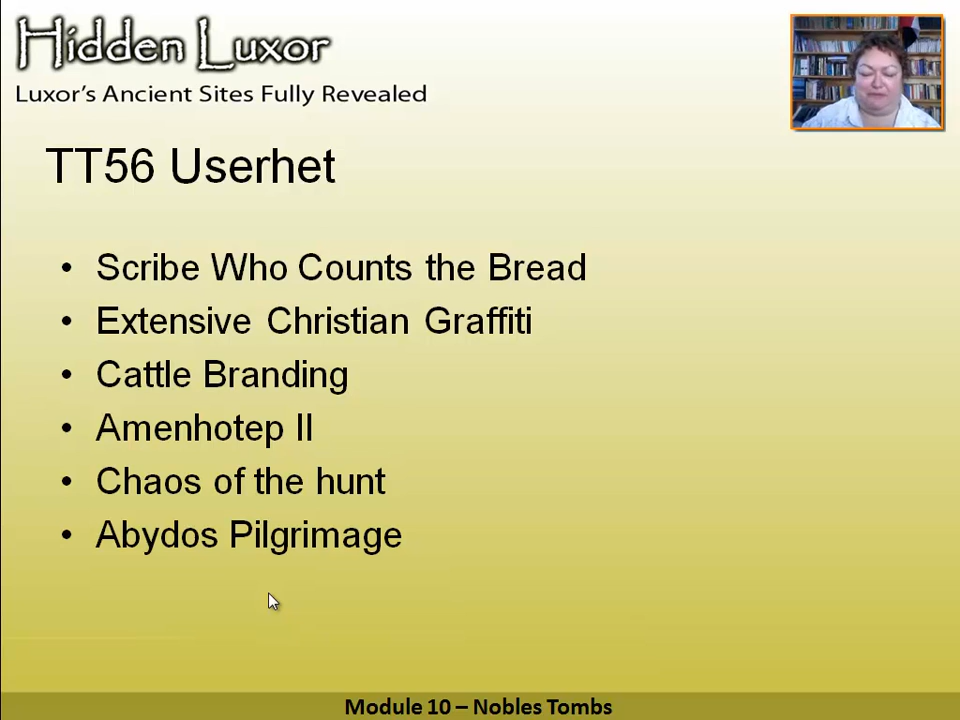 Hidden Luxor
Luxor's Ancient Sites Fully Revealed
TT56 Userhet
• Scribe Who Counts the Bread
• Extensive Christian Graffiti
• Cattle Branding
• Amenhotep II
• Chaos of the hunt
• Abydos Pilgrimage
Module 10 – Nobles Tombs